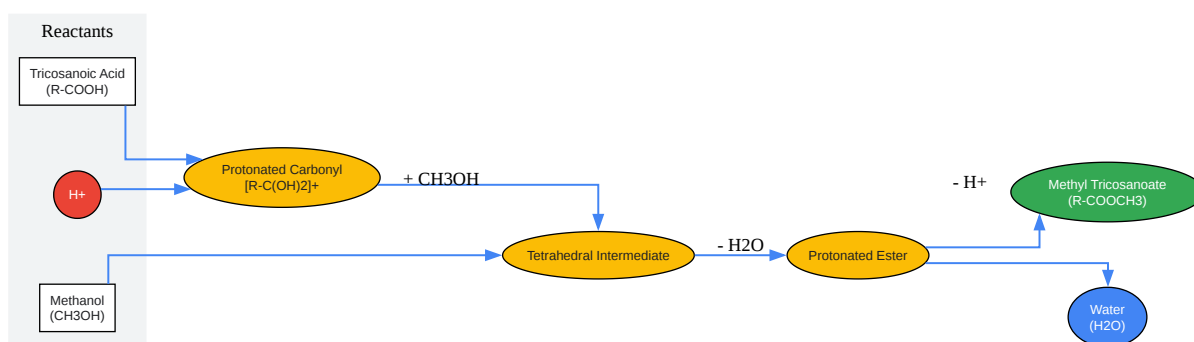 Reactants
Tricosanoic Acid
(R-COOH)
H+
Methanol
(CH3OH)
Protonated Carbonyl
[R-C(OH)2]+
+ CH3OH
Tetrahedral Intermediate
- H2O
Protonated Ester
- H+
Methyl Tricosanoate
(R-COOCH3)
Water
(H2O)